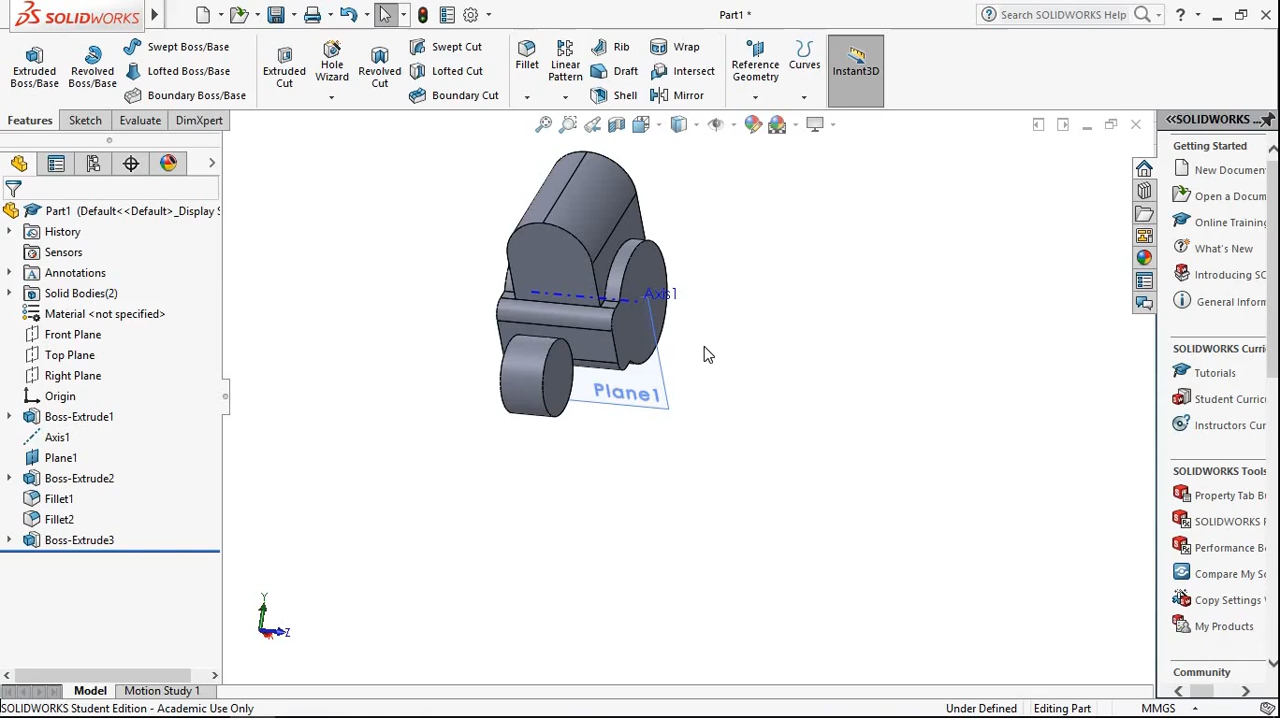 SOLIDWORKS
Part1 *
Search SOLIDWORKS Help
Extruded Boss/Base
Revolved Boss/Base
Swept Boss/Base
Lofted Boss/Base
Boundary Boss/Base
Extruded Cut
Hole Wizard
Revolved Cut
Swept Cut
Lofted Cut
Boundary Cut
Fillet
Linear Pattern
Rib
Draft
Shell
Wrap
Intersect
Mirror
Reference Geometry
Curves
Instant3D
Features
Sketch
Evaluate
DimXpert
Part1 (Default<<Default>_Display S
History
Sensors
Annotations
Solid Bodies(2)
Material <not specified>
Front Plane
Top Plane
Right Plane
Origin
Boss-Extrude1
Axis1
Plane1
Boss-Extrude2
Fillet1
Fillet2
Boss-Extrude3
Axis1
Plane1
Y
Z
SOLIDWORKS ...
Getting Started
New Documen
Open a Docum
Online Training
What's New
Introducing SC
General Inform
SOLIDWORKS Curric
Tutorials
Student Curric
Instructors Cur
SOLIDWORKS Tools
Property Tab Bu
SOLIDWORKS R
Performance Be
Compare My Sc
Copy Settings W
My Products
Community
Model
Motion Study 1
SOLIDWORKS Student Edition - Academic Use Only
Under Defined
Editing Part
MMGS